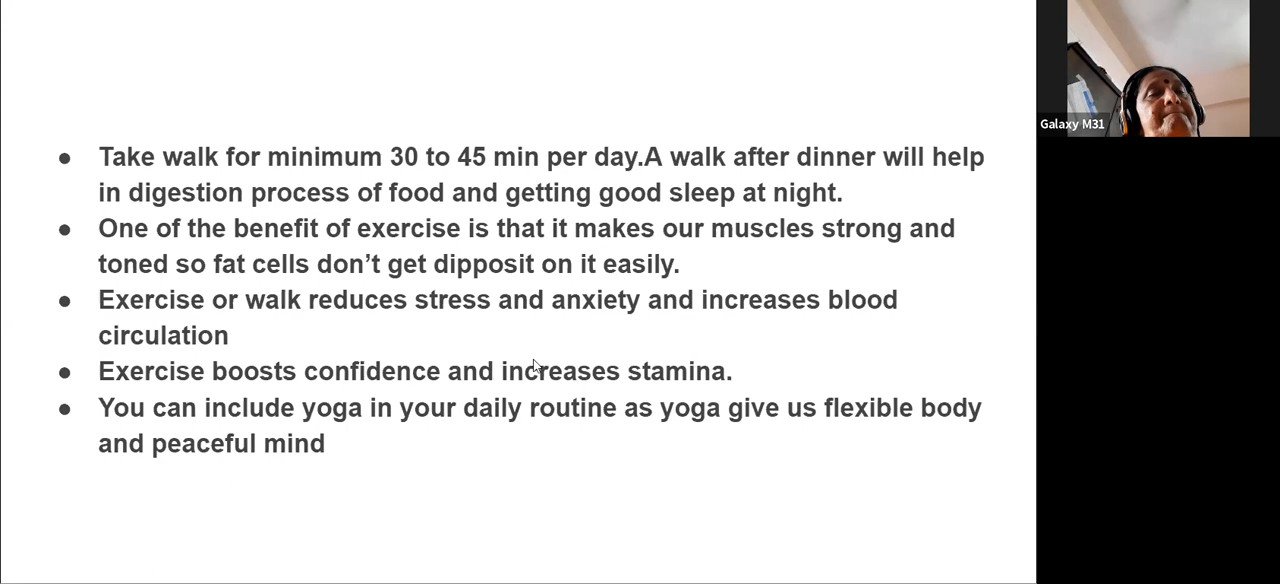 ● Take walk for minimum 30 to 45 min per day.A walk after dinner will help
in digestion process of food and getting good sleep at night.
● One of the benefit of exercise is that it makes our muscles strong and
toned so fat cells don’t get dipposit on it easily.
● Exercise or walk reduces stress and anxiety and increases blood
circulation
● Exercise boosts confidence and increases stamina.
● You can include yoga in your daily routine as yoga give us flexible body
and peaceful mind
Galaxy M31